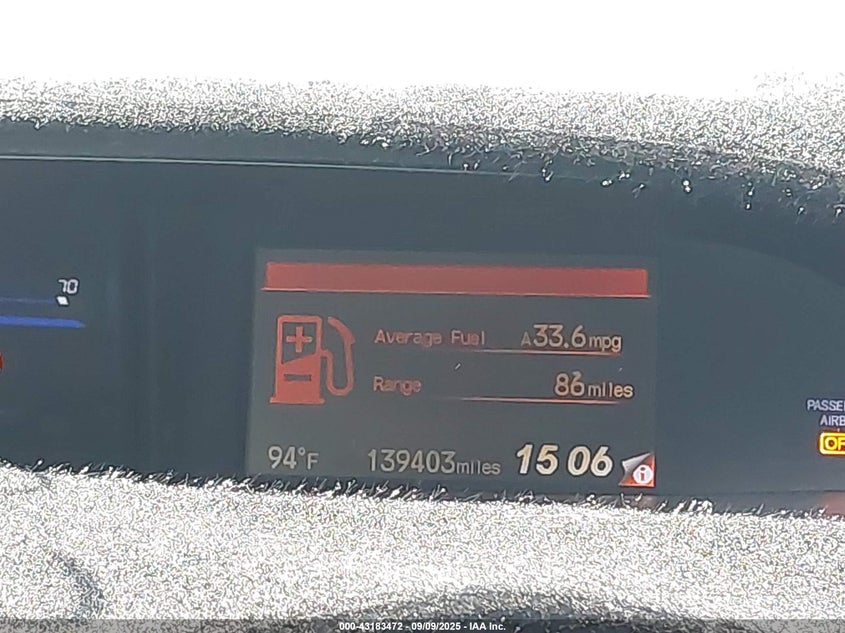 70
Average Fuel A33.6mpg
Range 86miles
94°F 139403miles 15 06
i
AIRB
OF
000-43183472 - 09/09/2025 - IAA Inc.